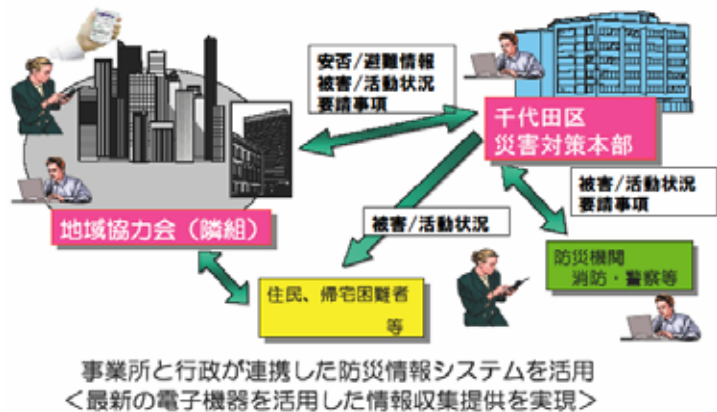 安否/避難情報
被害/活動状況
要請事項
千代田区
災害対策本部
被害/活動状況
要請事項
地域協力会（隣組）
被害/活動状況
防災機関
消防・警察等
住民、帰宅困難者
等
事業所と行政が連携した防災情報システムを活用
＜最新の電子機器を活用した情報収集提供を実現＞